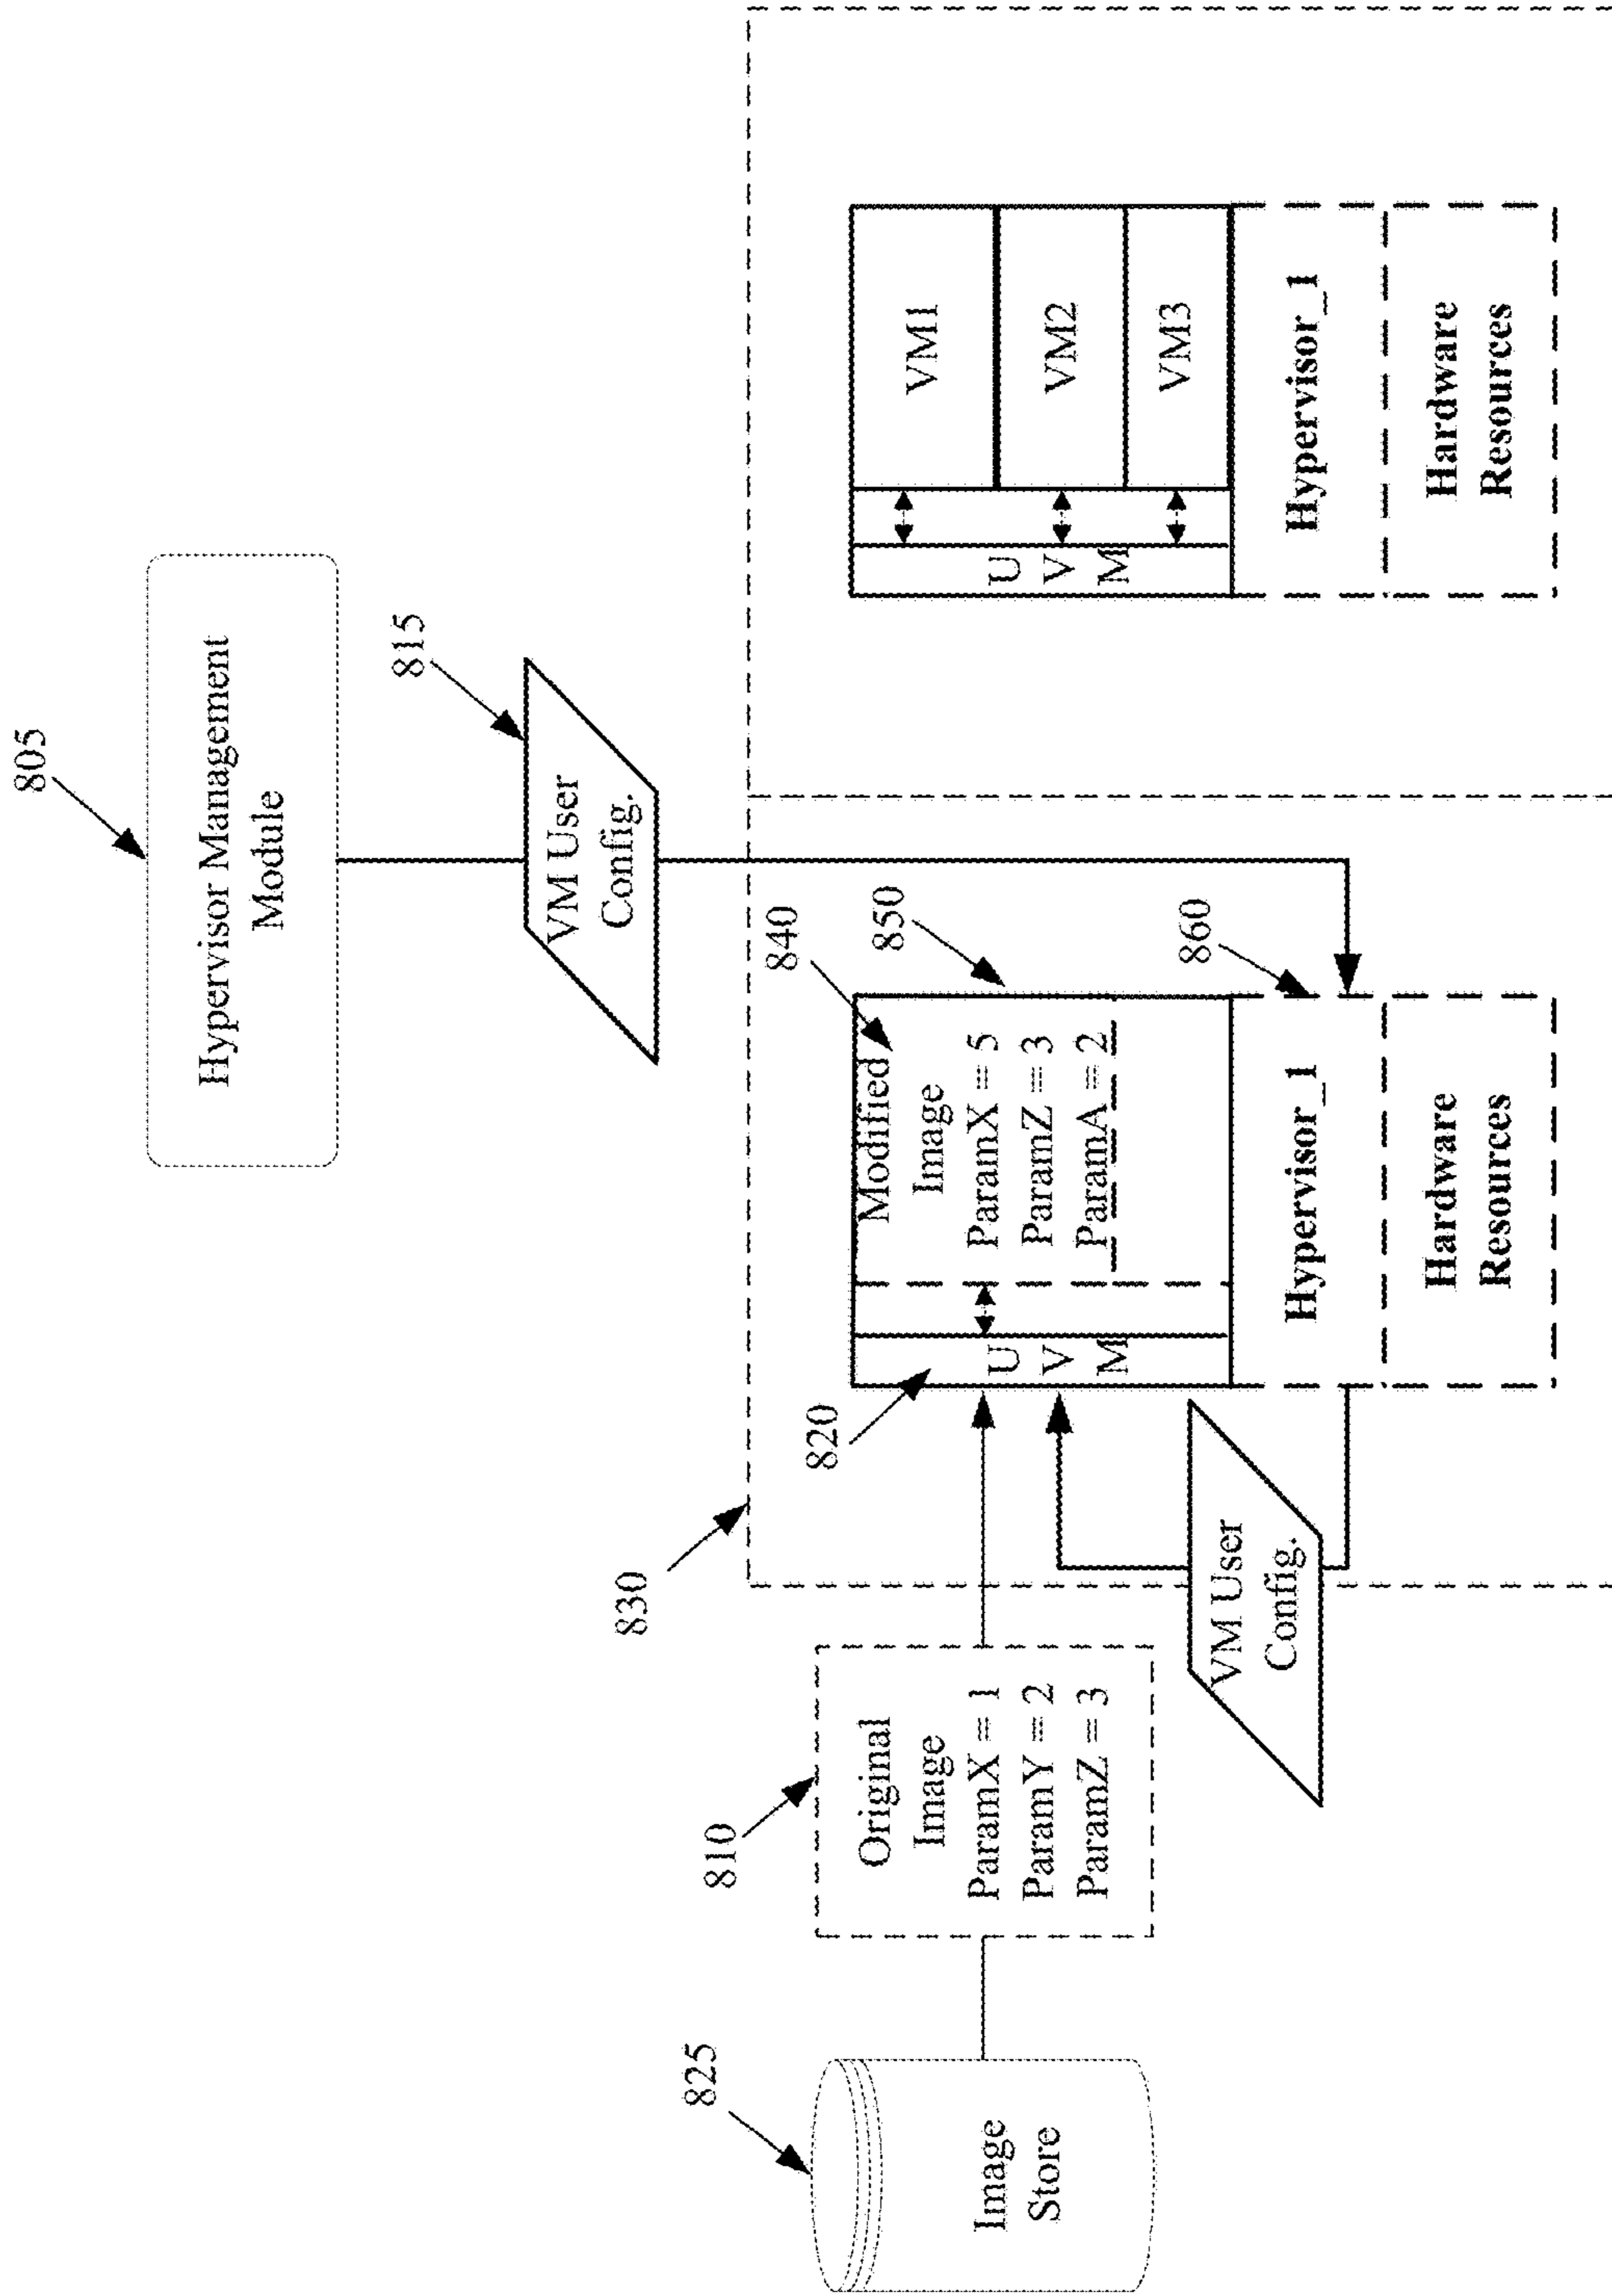 805
Hypervisor Management
Module
815
VM User
Config.
825
Image
Store
810
Original
Image
ParamX = 1
ParamY = 2
ParamZ = 3
830
820
U
V
M
840
Modified
Image
ParamX = 5
ParamZ = 3
ParamA = 2
850
860
Hypervisor_1
Hardware
Resources
VM User
Config.
U
V
M
VM1
VM2
VM3
Hypervisor_1
Hardware
Resources